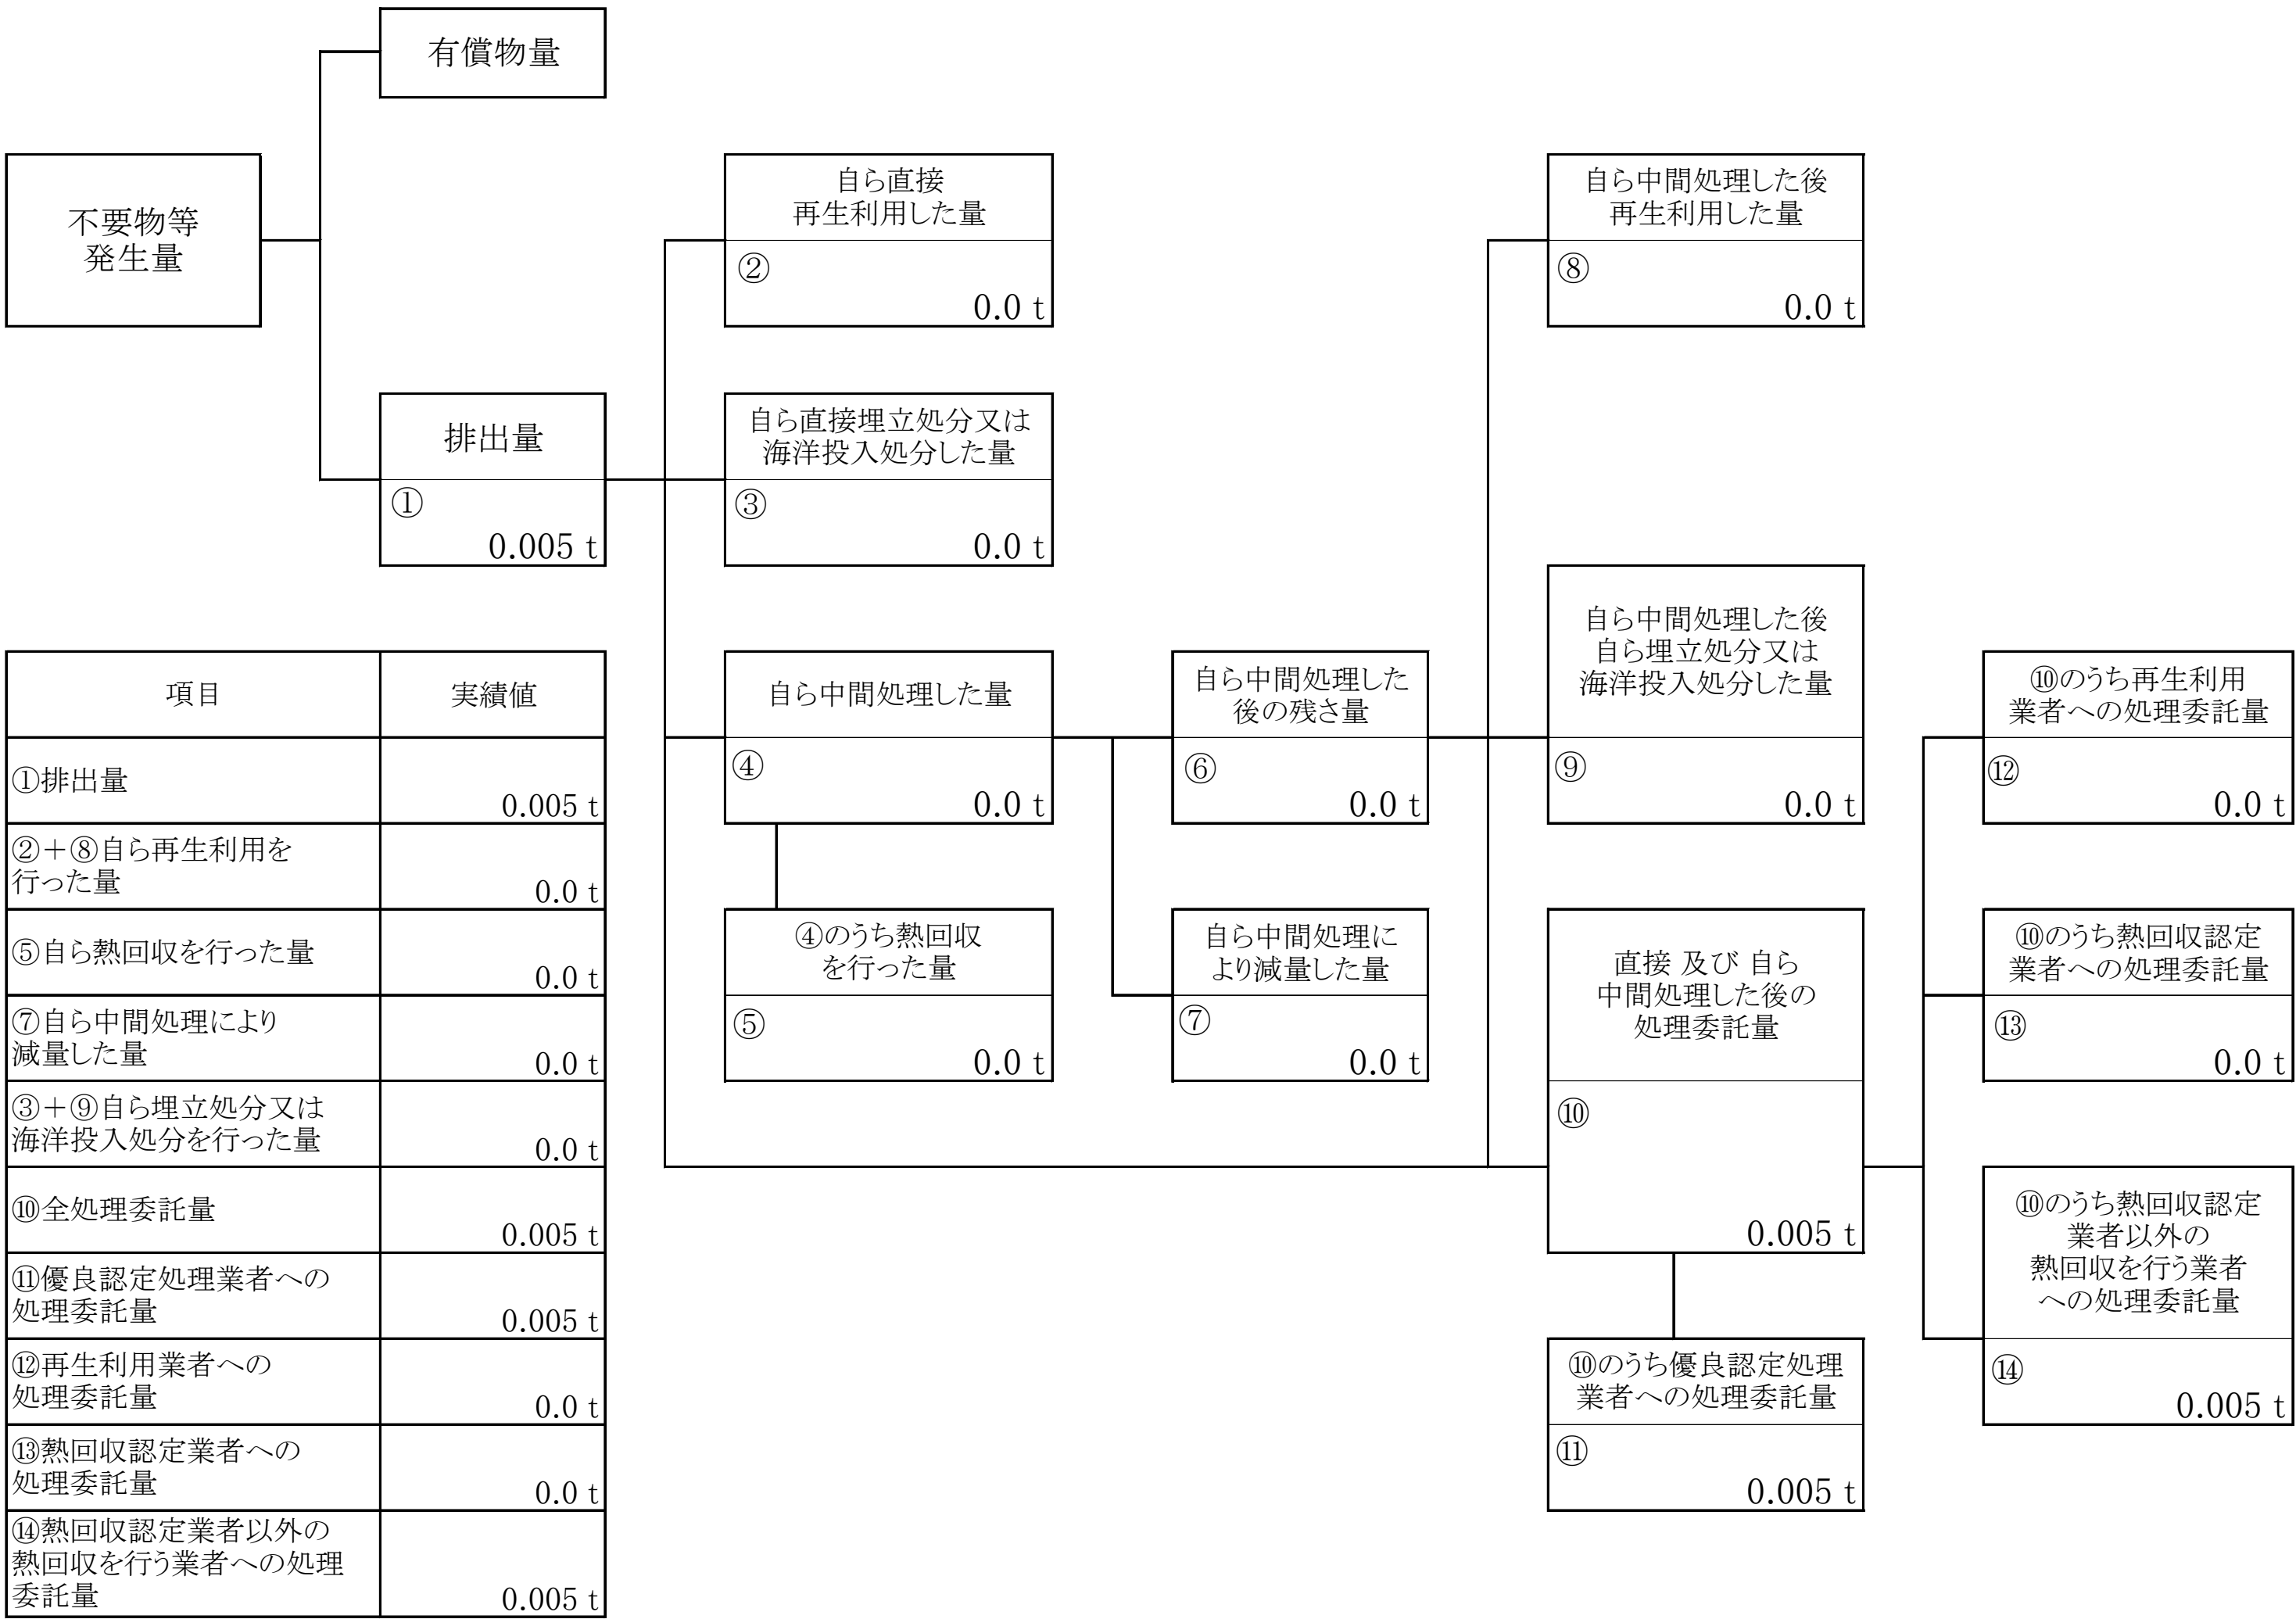 有償物量
不要物等
発生量
自ら直接
再生利用した量
②
0.0 t
自ら中間処理した後
再生利用した量
⑧
0.0 t
排出量
①
0.005 t
自ら直接埋立処分又は
海洋投入処分した量
③
0.0 t
自ら中間処理した量
④
0.0 t
自ら中間処理した
後の残さ量
⑥
0.0 t
自ら中間処理した後
自ら埋立処分又は
海洋投入処分した量
⑨
0.0 t
⑩のうち再生利用
業者への処理委託量
⑫
0.0 t
④のうち熱回収
を行った量
⑤
0.0 t
自ら中間処理に
より減量した量
⑦
0.0 t
直接 及び 自ら
中間処理した後の
処理委託量
⑩
0.005 t
⑩のうち熱回収認定
業者への処理委託量
⑬
0.0 t
⑩のうち熱回収認定
業者以外の
熱回収を行う業者
への処理委託量
⑭
0.005 t
⑩のうち優良認定処理
業者への処理委託量
⑪
0.005 t
項目 実績値
①排出量
0.005 t
②＋⑧自ら再生利用を
行った量
0.0 t
⑤自ら熱回収を行った量
0.0 t
⑦自ら中間処理により
減量した量
0.0 t
③＋⑨自ら埋立処分又は
海洋投入処分を行った量
0.0 t
⑩全処理委託量
0.005 t
⑪優良認定処理業者への
処理委託量
0.005 t
⑫再生利用業者への
処理委託量
0.0 t
⑬熱回収認定業者への
処理委託量
0.0 t
⑭熱回収認定業者以外の
熱回収を行う業者への処理
委託量
0.005 t